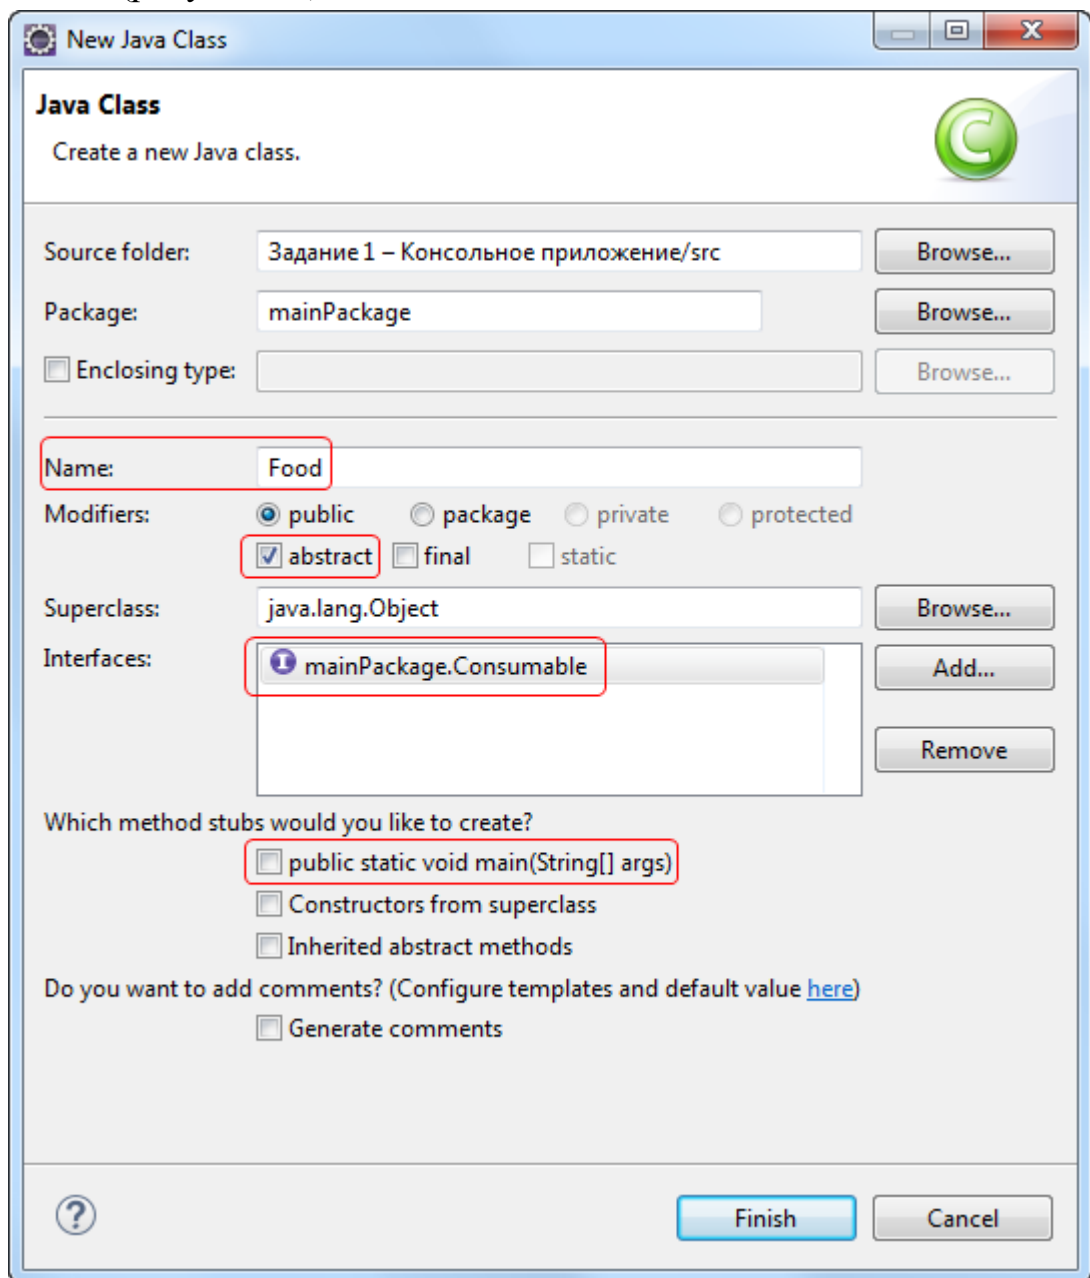 New Java Class
Java Class
Create a new Java class.
Source folder: Задание 1 – Консольное приложение/src Browse...
Package: mainPackage Browse...
Enclosing type: Browse...
Name: Food
Modifiers: public package private protected
abstract final static
Superclass: java.lang.Object Browse...
Interfaces: mainPackage.Consumable Add...
Remove
Which method stubs would you like to create?
public static void main(String[] args)
Constructors from superclass
Inherited abstract methods
Do you want to add comments? (Configure templates and default value here)
Generate comments
Finish Cancel